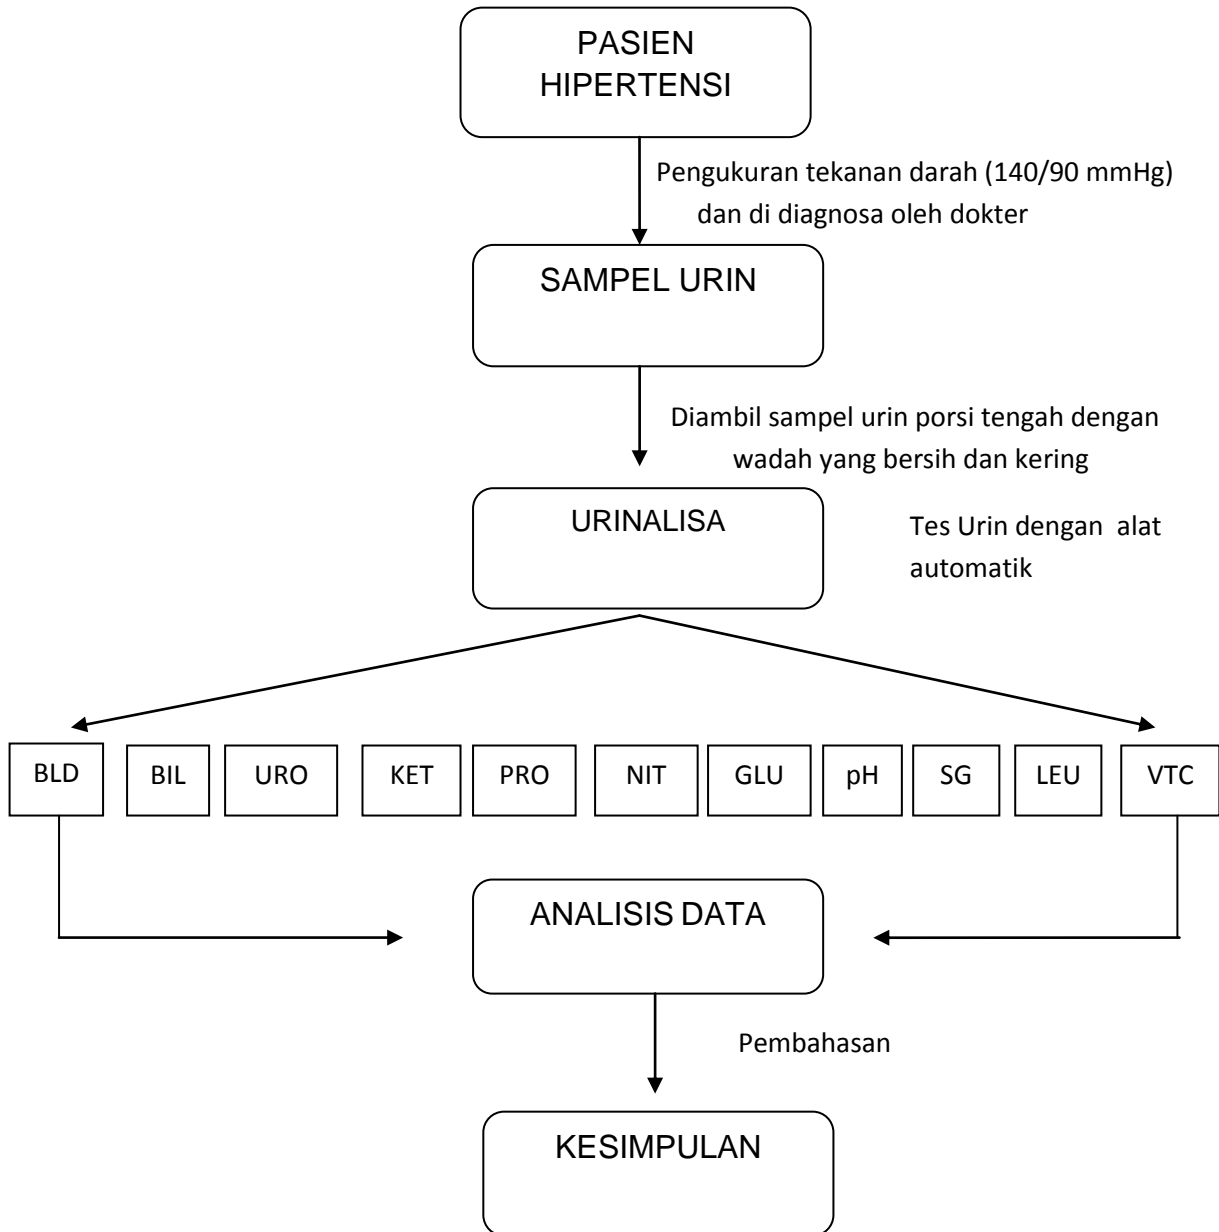 PASIEN
HIPERTENSI
Pengukuran tekanan darah (140/90 mmHg)
dan di diagnosa oleh dokter
SAMPEL URIN
Diambil sampel urin porsi tengah dengan
wadah yang bersih dan kering
URINALISA
Tes Urin dengan  alat
automatik
BLD BIL URO KET PRO NIT GLU pH SG LEU VTC
ANALISIS DATA
Pembahasan
KESIMPULAN